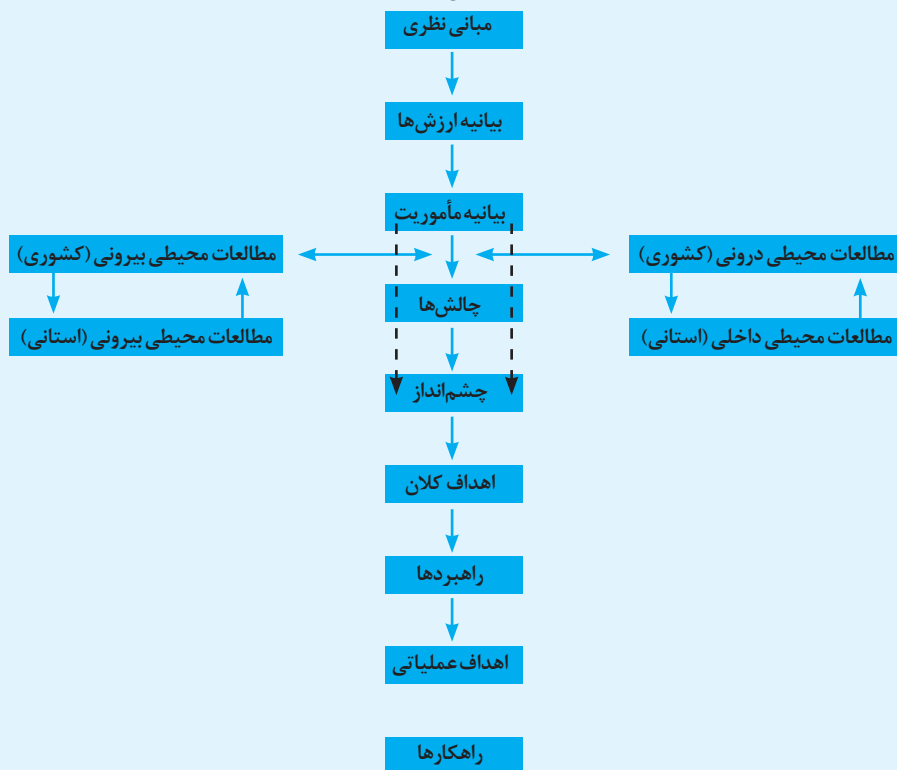 مبانی نظری
بیانیه ارزش‌ها
بیانیه مأموریت
مطالعات محیطی درونی (کشوری)
مطالعات محیطی بیرونی (کشوری)
چالش‌ها
مطالعات محیطی داخلی (استانی)
مطالعات محیطی بیرونی (استانی)
چشم‌انداز
اهداف کلان
راهبردها
اهداف عملیاتی
راهکارها